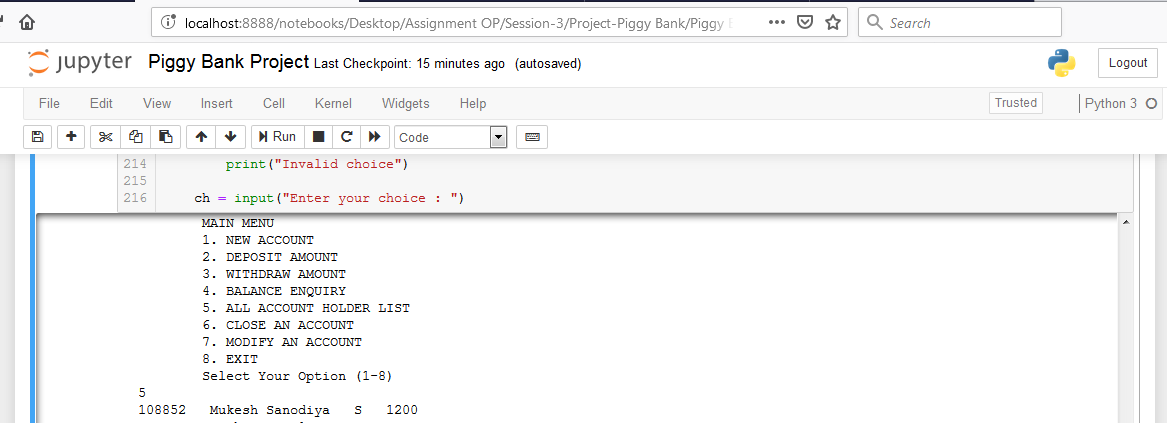 localhost:8888/notebooks/Desktop/Assignment OP/Session-3/Project-Piggy Bank/Piggy
Search
jupyter Piggy Bank Project Last Checkpoint: 15 minutes ago (autosaved)
Logout
File Edit View Insert Cell Kernel Widgets Help
Trusted
Python 3
Run
Code
214 print("Invalid choice")
215
216 ch = input("Enter your choice : ")
MAIN MENU
1. NEW ACCOUNT
2. DEPOSIT AMOUNT
3. WITHDRAW AMOUNT
4. BALANCE ENQUIRY
5. ALL ACCOUNT HOLDER LIST
6. CLOSE AN ACCOUNT
7. MODIFY AN ACCOUNT
8. EXIT
Select Your Option (1-8)
5
108852 Mukesh Sanodiya S 1200